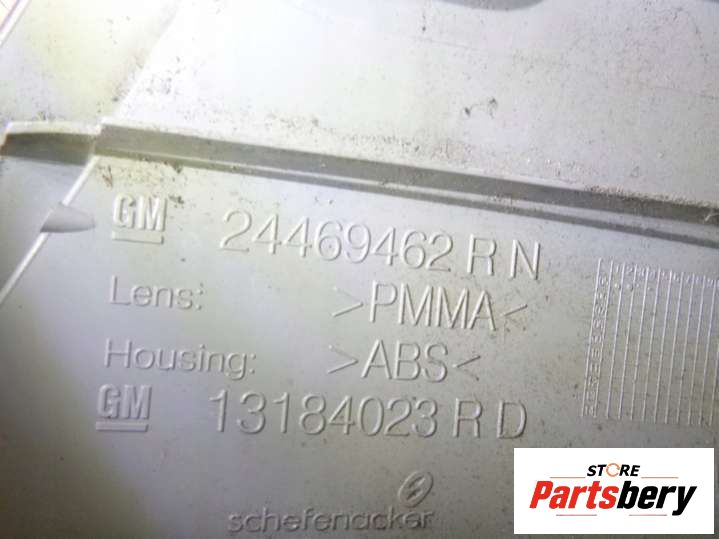 GM 24469462 R N
Lens: >PMMA<
Housing: >ABS<
GM 13184023 R D
schefenacker
STORE
Partsbery